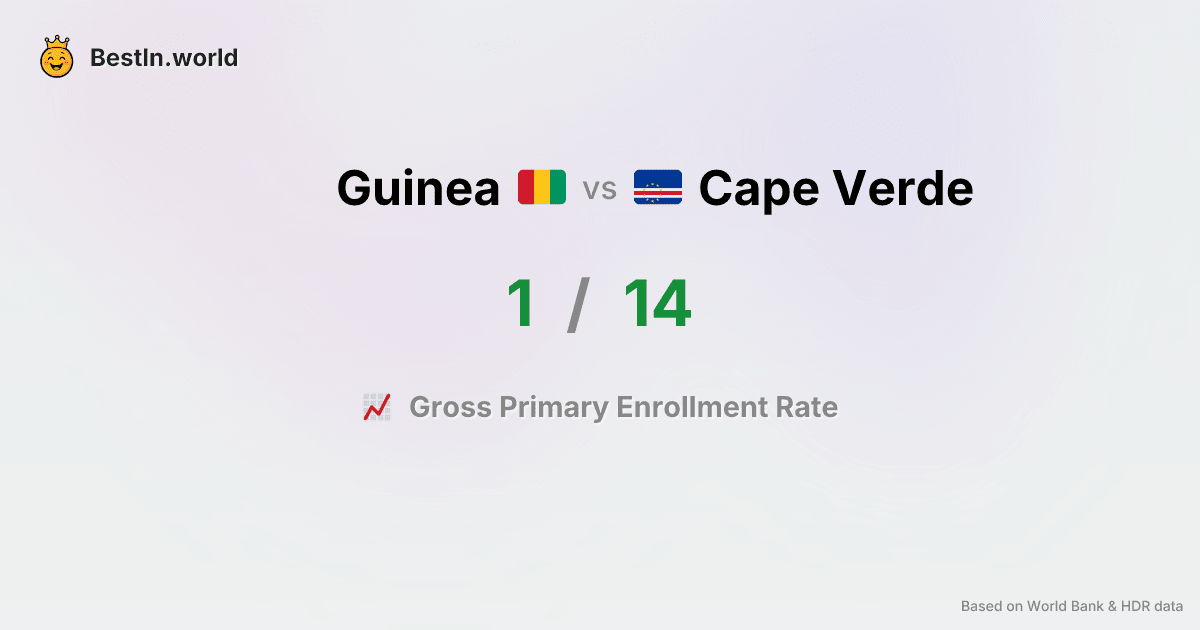 BestIn.world
Guinea vs Cape Verde
1 / 14
Gross Primary Enrollment Rate
Based on World Bank & HDR data